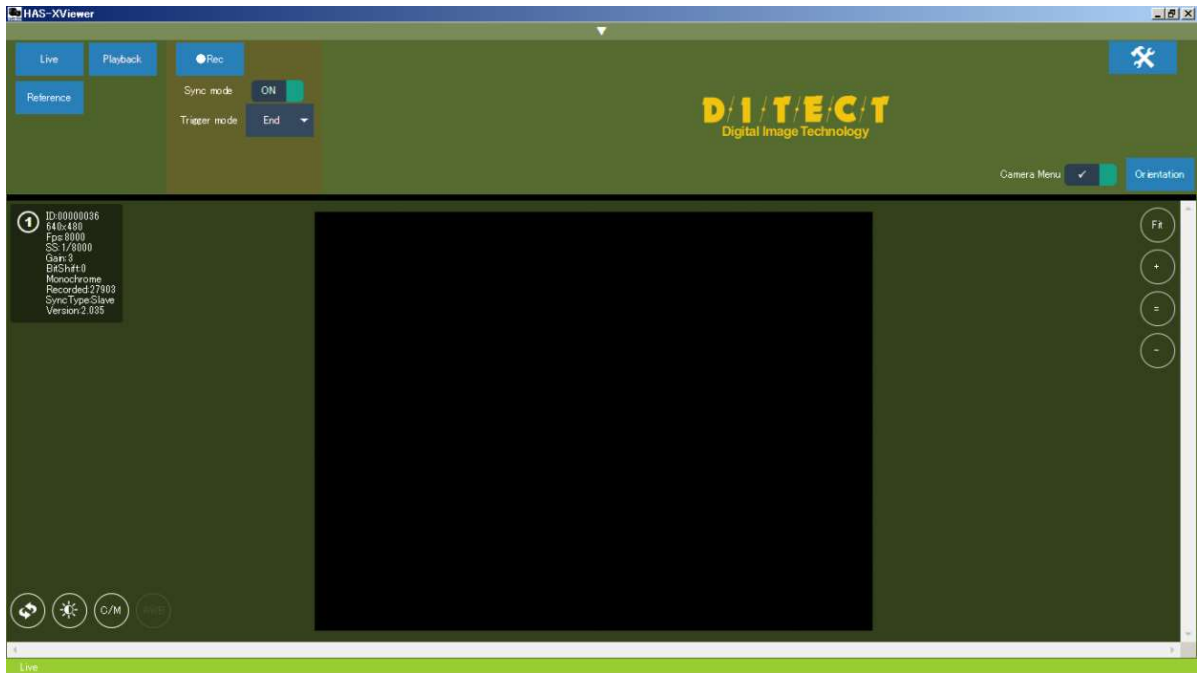 HAS-XViewer
Live
Playback
●Rec
Reference
Sync mode
ON
Trigger mode
End
D/I/T/E/C/T
Digital Image Technology
Camera Menu
Orientation
1
ID:00000036
640x480
Fps:8000
SS:1/8000
Gain:3
BitShift:0
Monochrome
Recorded:27903
SyncType:Slave
Version:2.035
Fit
+
=
-
C/M
Live